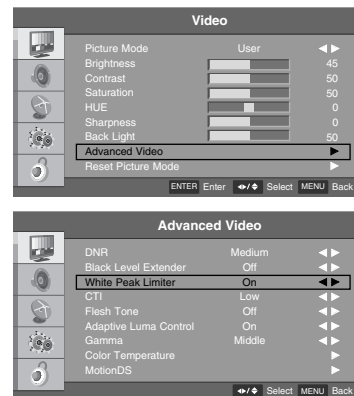 Video
Picture Mode User
Brightness 45
Contrast 50
Saturation 50
HUE 0
Sharpness 0
Back Light 50
Advanced Video
Reset Picture Mode
ENTER Enter Select MENU Back
Advanced Video
DNR Medium
Black Level Extender Off
White Peak Limiter On
CTI Low
Flesh Tone Off
Adaptive Luma Control On
Gamma Middle
Color Temperature
MotionDS
Select MENU Back